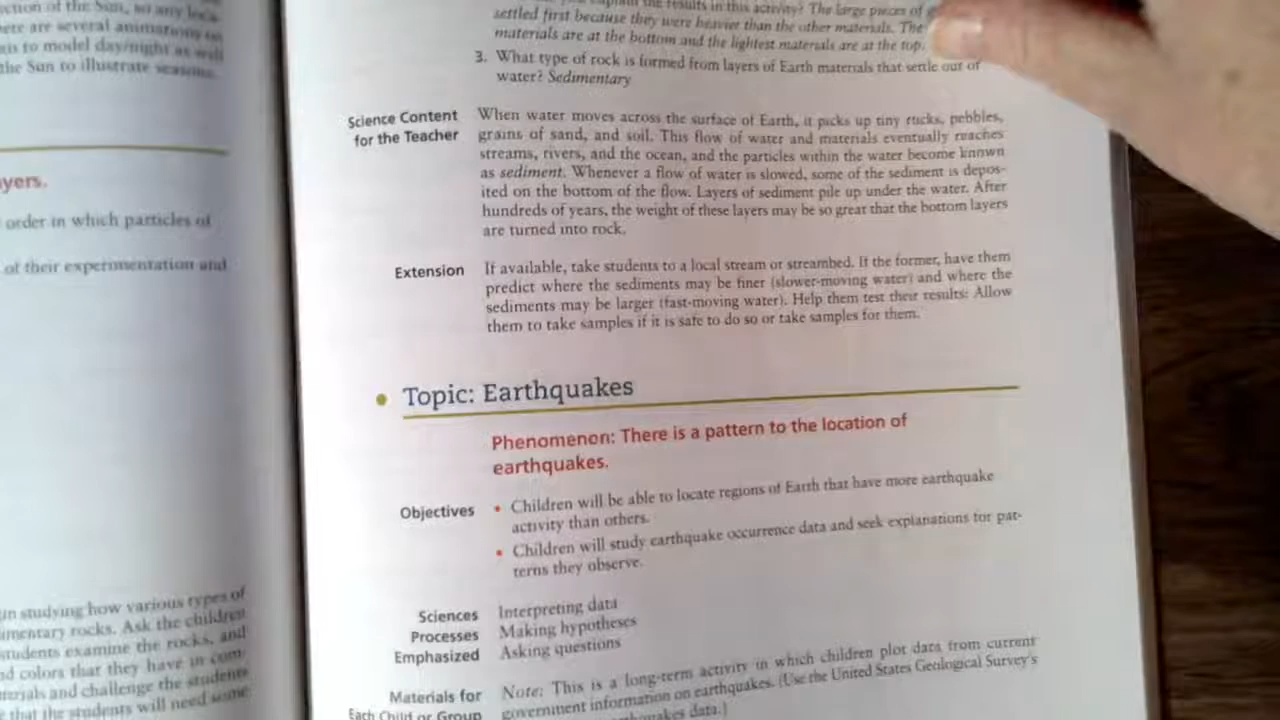 ction of the Sun, so any loca-
ere are several animations on
xis to model day/night as well
the Sun to illustrate seasons.
yers.
order in which particles of
of their experimentation and
n studying how various types of
imentary rocks. Ask the children
students examine the rocks, and
nd colors that they have in com-
terials and challenge the students
that the students will need some
the results in this activity? The large pieces of
settled first because they were heavier than the other materials. The
materials are at the bottom and the lightest materials are at the top.
3. What type of rock is formed from layers of Earth materials that settle out of
water? Sedimentary
Science Content
for the Teacher
When water moves across the surface of Earth, it picks up tiny rocks, pebbles,
grains of sand, and soil. This flow of water and materials eventually reaches
streams, rivers, and the ocean, and the particles within the water become known
as sediment. Whenever a flow of water is slowed, some of the sediment is depos-
ited on the bottom of the flow. Layers of sediment pile up under the water. After
hundreds of years, the weight of these layers may be so great that the bottom layers
are turned into rock.
Extension
If available, take students to a local stream or streambed. If the former, have them
predict where the sediments may be finer (slower-moving water) and where the
sediments may be larger (fast-moving water). Help them test their results: Allow
them to take samples if it is safe to do so or take samples for them.
• Topic: Earthquakes
Phenomenon: There is a pattern to the location of
earthquakes.
Objectives
• Children will be able to locate regions of Earth that have more earthquake
activity than others.
• Children will study earthquake occurrence data and seek explanations for pat-
terns they observe.
Sciences
Processes
Emphasized
Interpreting data
Making hypotheses
Asking questions
Materials for
Each Child or Group
Note: This is a long-term activity in which children plot data from current
government information on earthquakes. (Use the United States Geological Survey's
earthquakes data.)